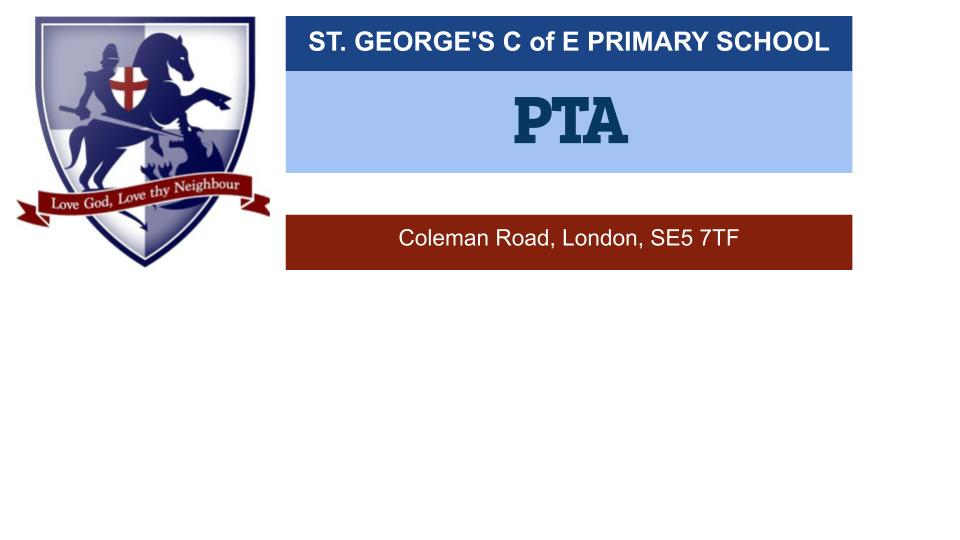 ST. GEORGE'S C of E PRIMARY SCHOOL
PTA
Love God, Love thy Neighbour
Coleman Road, London, SE5 7TF